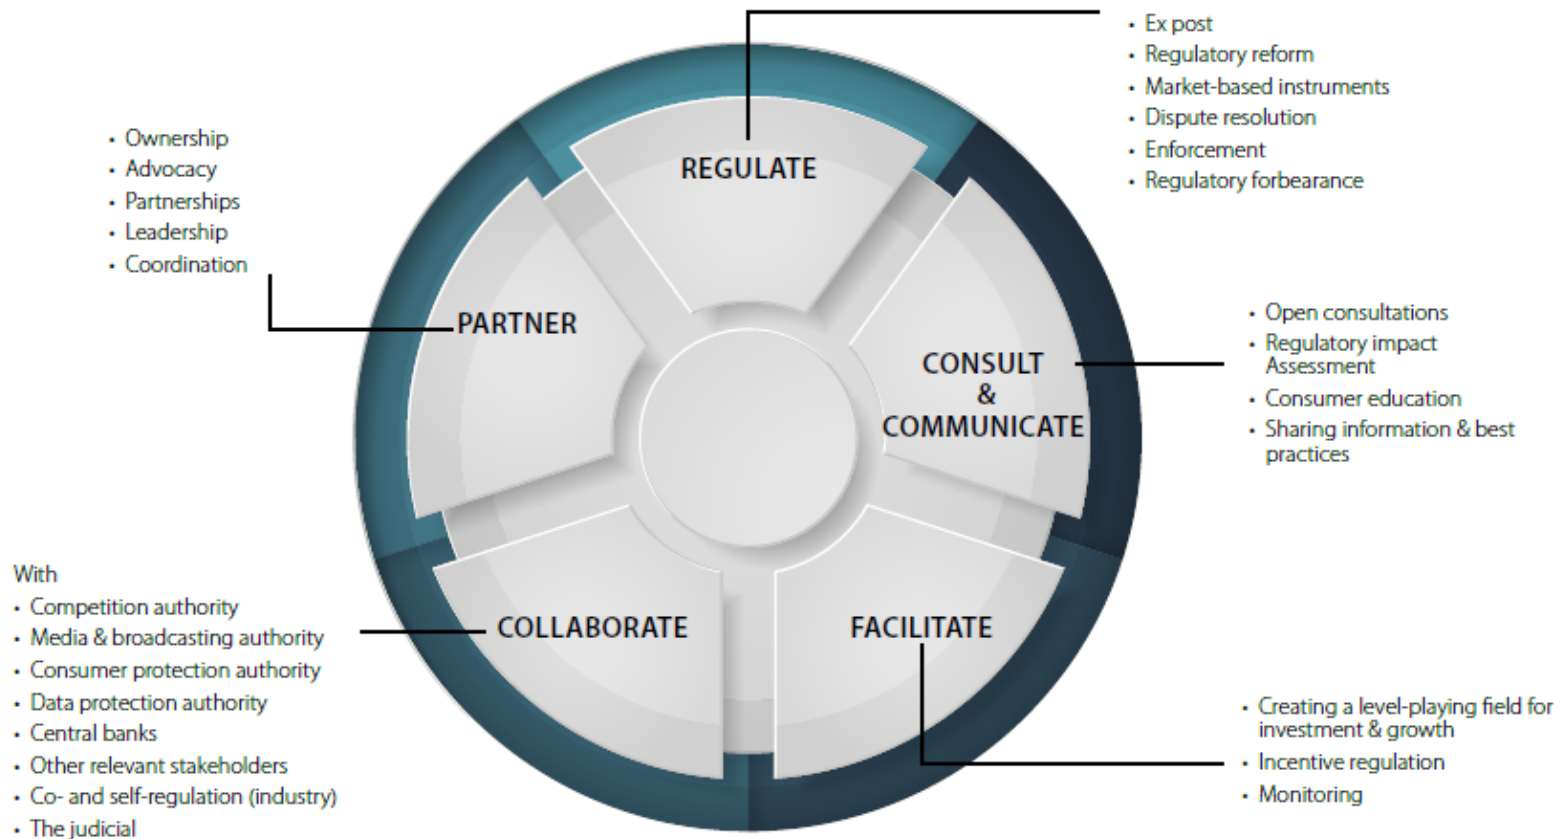 • Ex post
• Regulatory reform
• Market-based instruments
• Dispute resolution
• Enforcement
• Regulatory forbearance
REGULATE
• Ownership
• Advocacy
• Partnerships
• Leadership
• Coordination
PARTNER
CONSULT
&
COMMUNICATE
• Open consultations
• Regulatory impact
Assessment
• Consumer education
• Sharing information & best
practices
With
• Competition authority
• Media & broadcasting authority
• Consumer protection authority
• Data protection authority
• Central banks
• Other relevant stakeholders
• Co- and self-regulation (industry)
• The judicial
COLLABORATE
FACILITATE
• Creating a level-playing field for
investment & growth
• Incentive regulation
• Monitoring